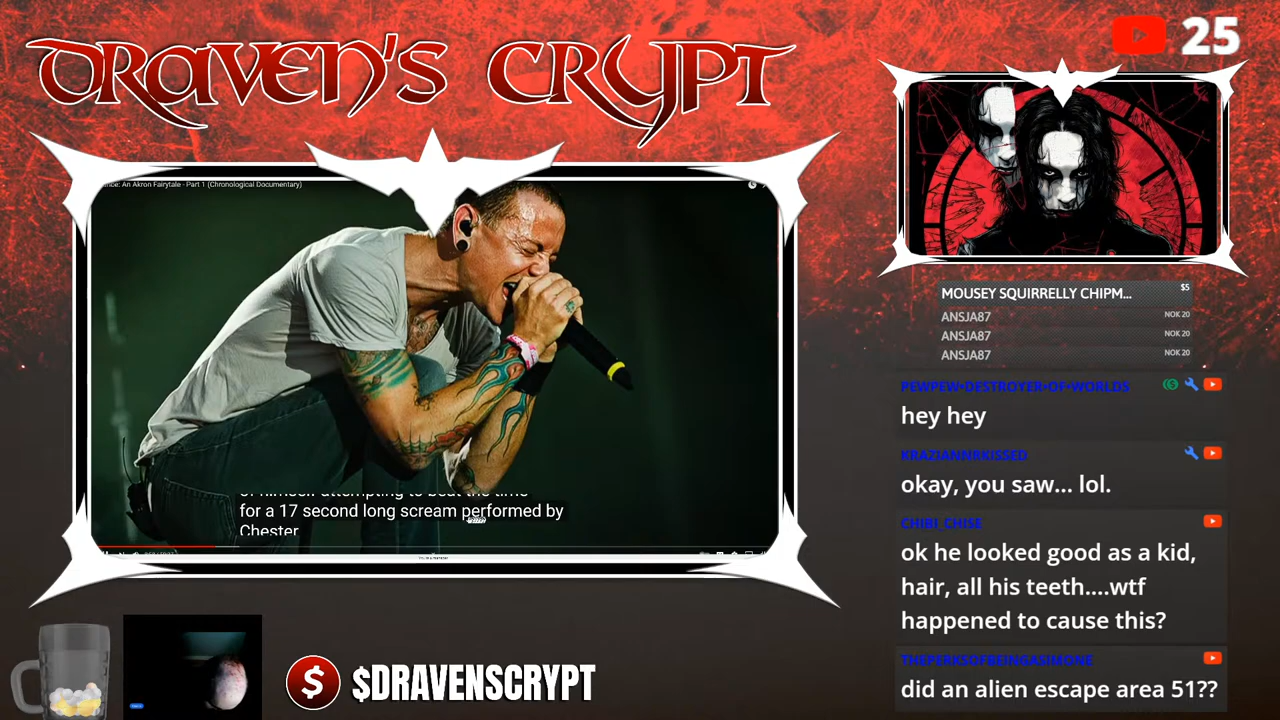 DRAVEN'S CRYPT
25
An Akron Fairytale - Part 1 (Chronological Documentary)
for a 17 second long scream performed by
Chester
MOUSEY SQUIRRELLY CHIPM... $5
ANSJA87 NOK 20
ANSJA87 NOK 20
ANSJA87 NOK 20
PEWPEW•DESTROYER•OF•WORLDS
hey hey
KRAZIANNRKISSED
okay, you saw... lol.
CHIBI_CHISE
ok he looked good as a kid,
hair, all his teeth....wtf
happened to cause this?
THEPERKSOFBEINGASIMONE
did an alien escape area 51??
$ $DRAVENSCRYPT